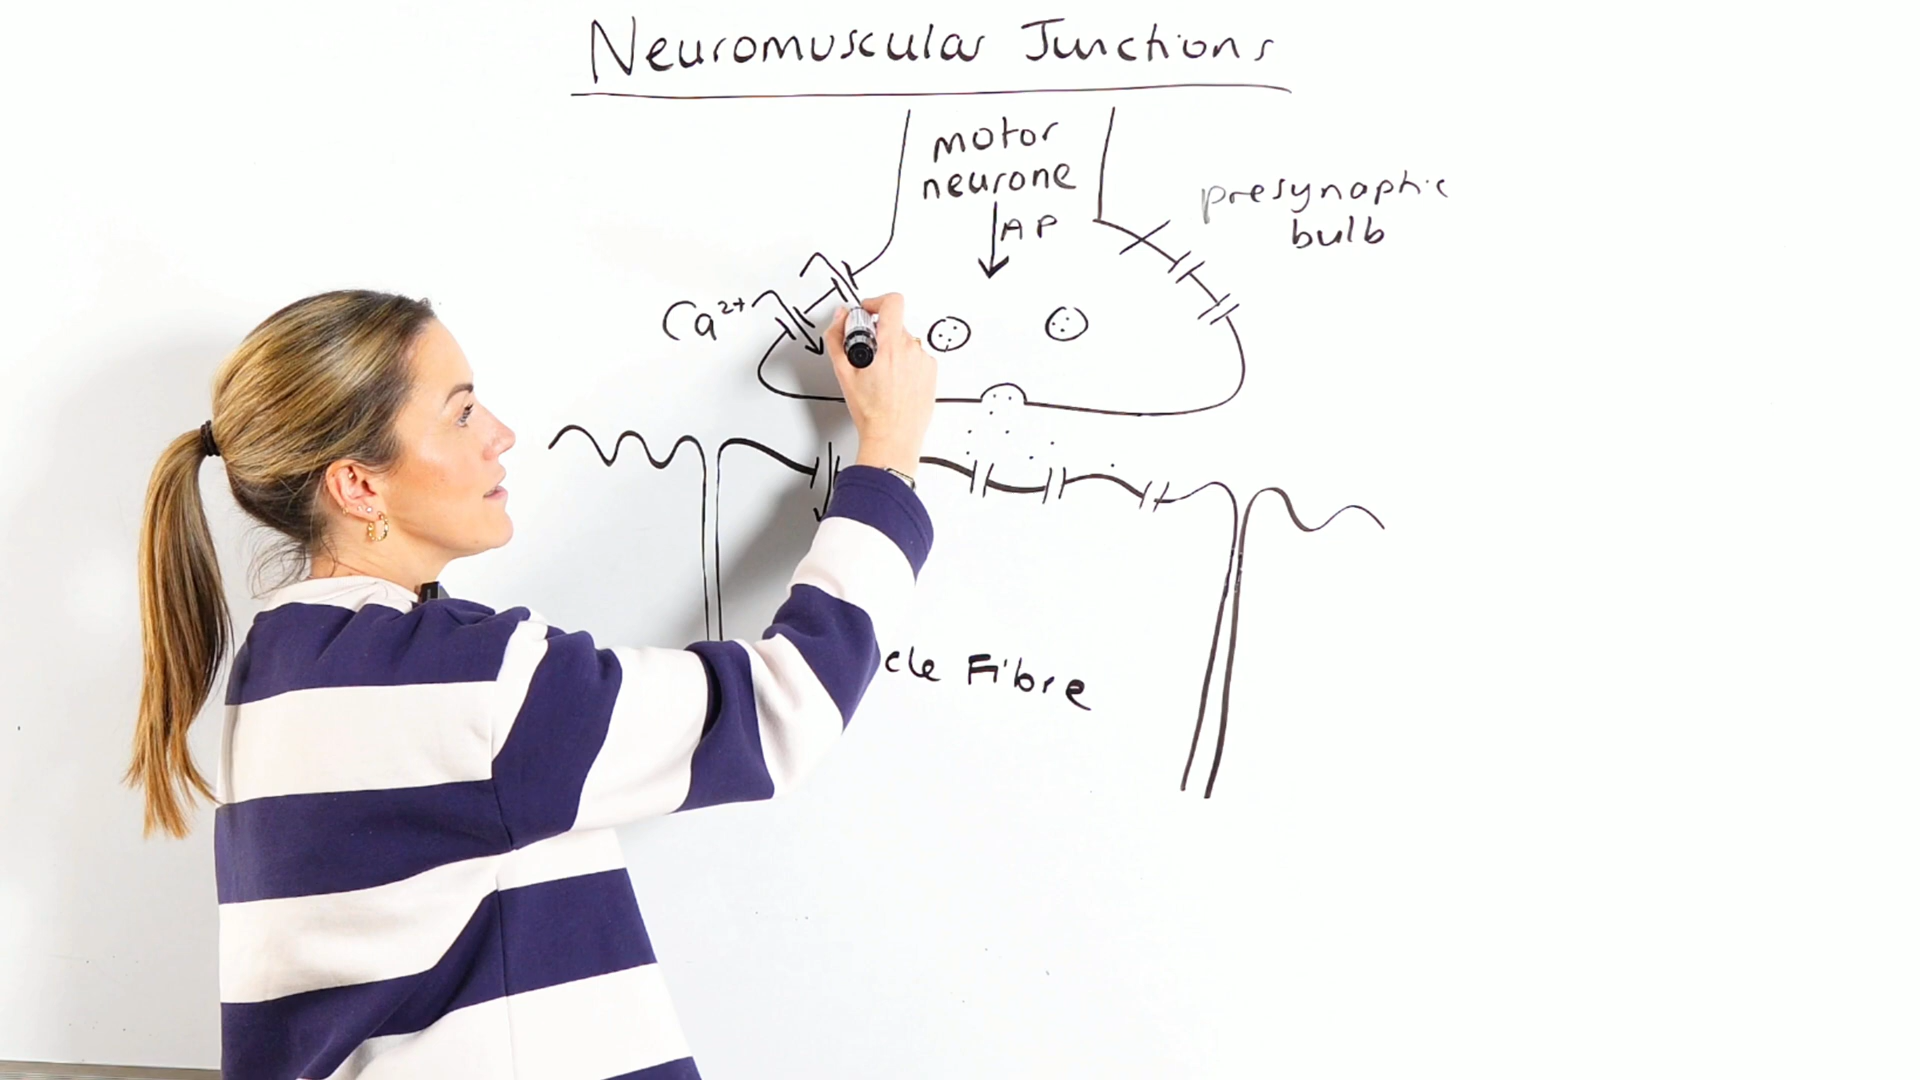 Neuromuscular Junctions
motor
neurone
AP
presynaptic
bulb
Ca²⁺
cle Fibre